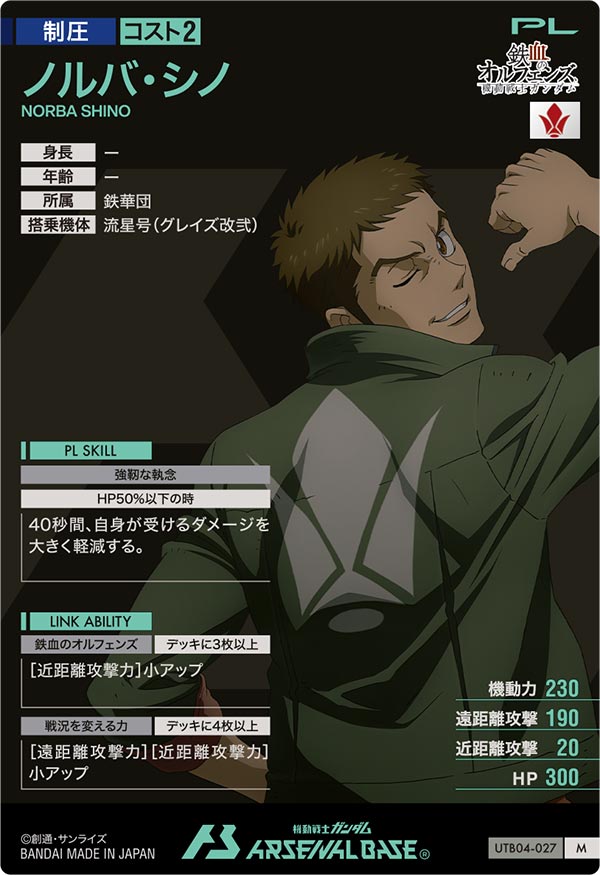 制圧 コスト2 PL
ノルバ・シノ
NORBA SHINO
鉄血の
オルフェンズ
機動戦士ガンダム
身長 ー
年齢 ー
所属 鉄華団
搭乗機体 流星号(グレイズ改弐)
PL SKILL
強靭な執念
HP50%以下の時
40秒間、自身が受けるダメージを
大きく軽減する。
LINK ABILITY
鉄血のオルフェンズ デッキに3枚以上
[近距離攻撃力]小アップ
戦況を変える力 デッキに4枚以上
[遠距離攻撃力][近距離攻撃力]
小アップ
機動力 230
遠距離攻撃 190
近距離攻撃 20
HP 300
©創通・サンライズ
BANDAI MADE IN JAPAN
機動戦士ガンダム
AB ARSENAL BASE®
UTB04-027 M